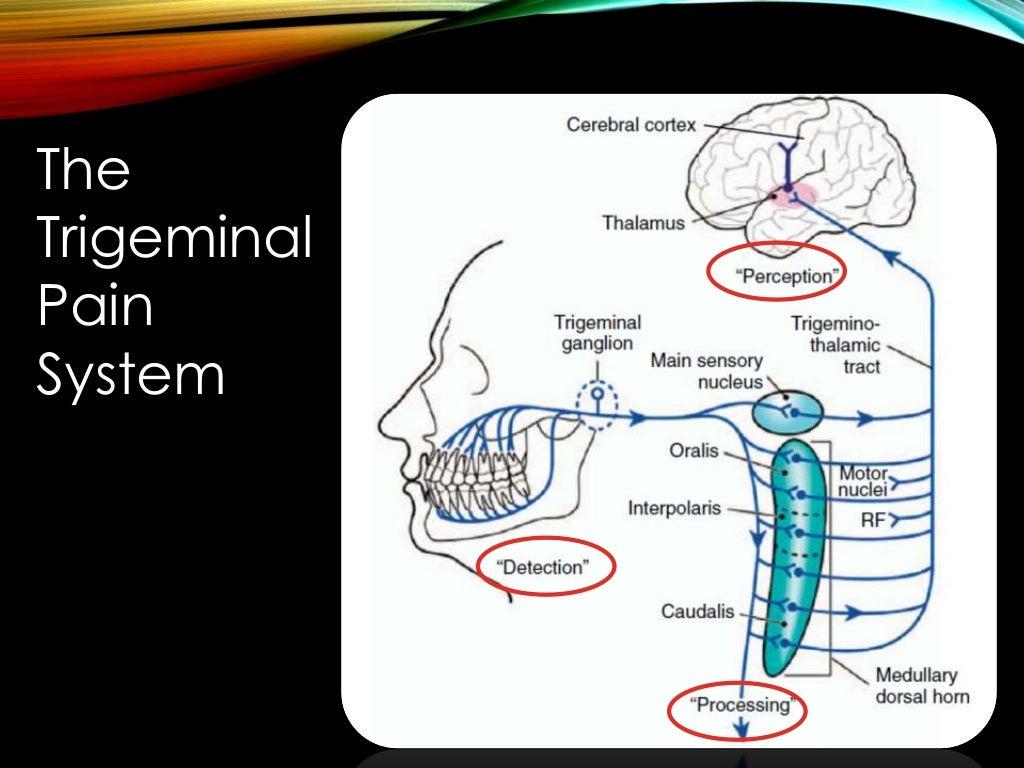 The
Trigeminal
Pain
System
Cerebral cortex
Thalamus
“Perception”
Trigeminal
ganglion
Trigemino-
thalamic
tract
Main sensory
nucleus
Oralis
Motor
nuclei
Interpolaris
RF
“Detection”
Caudalis
Medullary
dorsal horn
“Processing”